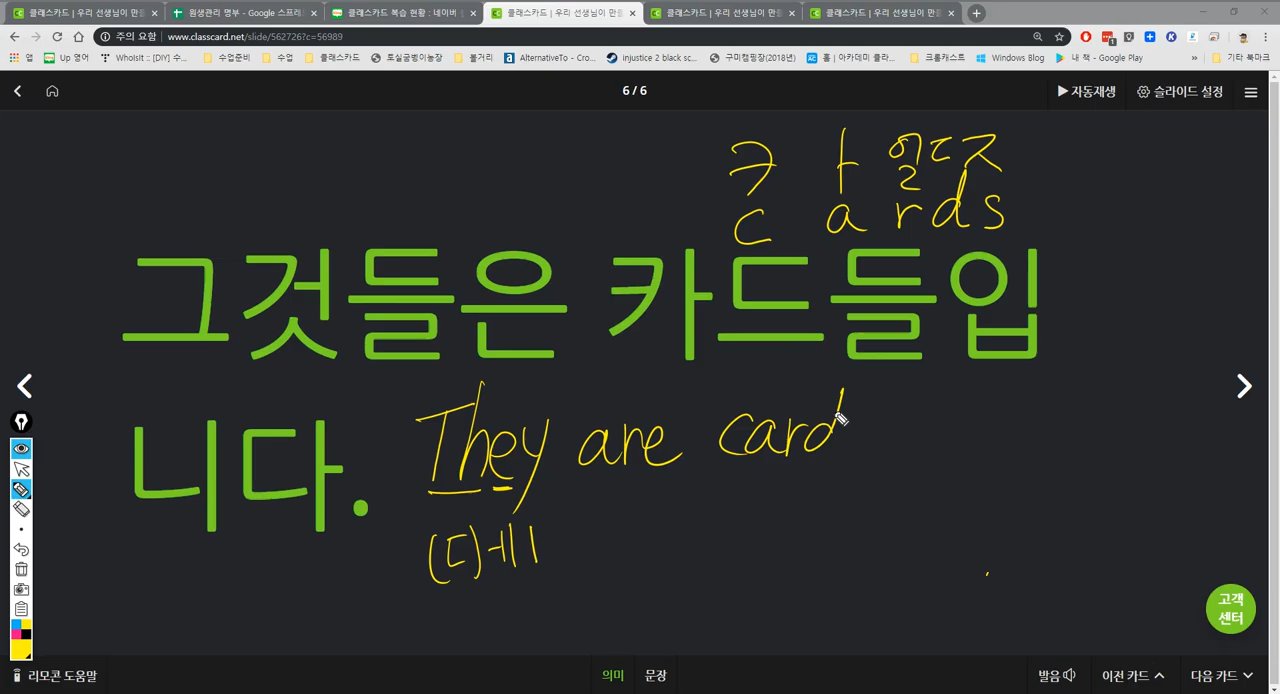 클래스카드 | 우리 선생님이 만든
원생관리 명부 - Google 스프레
클래스카드 복습 현황 : 네이버
클래스카드 | 우리 선생님이 만든
클래스카드 | 우리 선생님이 만든
클래스카드 | 우리 선생님이 만든
주의 요함 | www.classcard.net/slide/562726?c=56989
앱 Up 영어 WhoisIt :: [DIY] 수... 수업준비 수업 클래스카드 토실굼벵이농장 볼거리 AlternativeTo - Cro... injustice 2 black sc... 구미캠핑장(2018년) 홈 | 아카데미 클라... 크롬캐스트 Windows Blog 내 책 - Google Play » 기타 북마크
6 / 6
자동재생 슬라이드 설정
ㅋ ㅏ 얼 ㄷ ㅈ
c a r d s
그것들은 카드들입
니다.
They are card
(ㄷ)ㅔㅣ
고객
센터
리모콘 도움말 의미 문장 발음 이전 카드 다음 카드